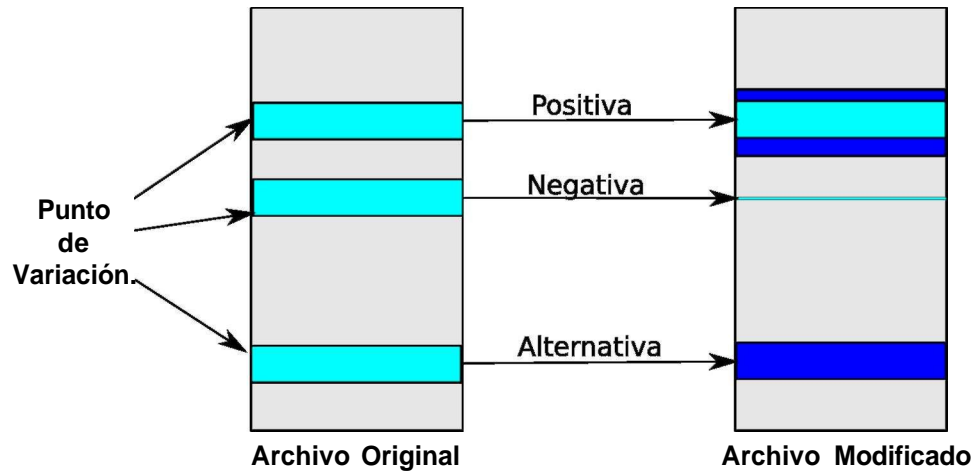 Positiva
Negativa
Punto
de
Variación.
Alternativa
Archivo Original
Archivo Modificado